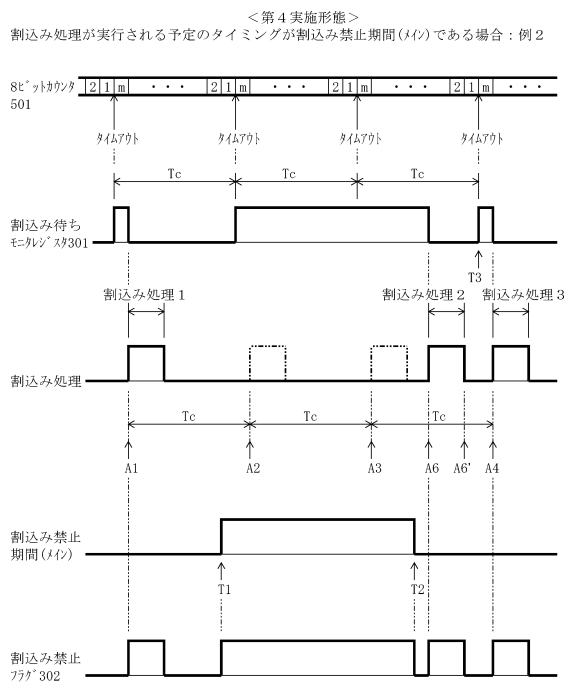 ＜第４実施形態＞
割込み処理が実行される予定のタイミングが割込み禁止期間(ﾒｲﾝ)である場合：例２
8ﾋﾞｯﾄｶｳﾝﾀ
501
2 1 m ・・・ 2 1 m ・・・ 2 1 m ・・・ 2 1 m ・・・
ﾀｲﾑｱｳﾄ ﾀｲﾑｱｳﾄ ﾀｲﾑｱｳﾄ ﾀｲﾑｱｳﾄ
Tc Tc Tc
割込み待ち
ﾓﾆﾀﾚｼﾞｽﾀ301
T3
割込み処理１ 割込み処理２ 割込み処理３
割込み処理
Tc Tc Tc
A1 A2 A3 A6 A6' A4
割込み禁止
期間(ﾒｲﾝ)
T1 T2
割込み禁止
ﾌﾗｸﾞ302